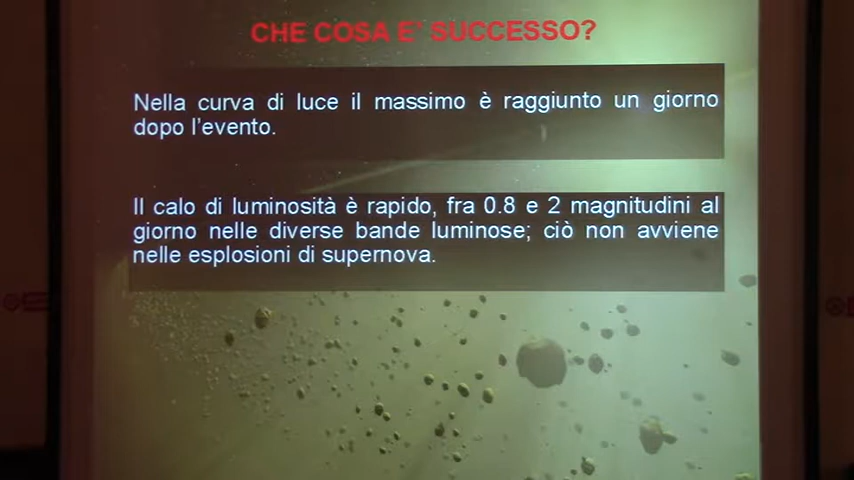 CHE COSA E' SUCCESSO?
Nella curva di luce il massimo è raggiunto un giorno
dopo l'evento.
Il calo di luminosità è rapido, fra 0.8 e 2 magnitudini al
giorno nelle diverse bande luminose; ciò non avviene
nelle esplosioni di supernova.